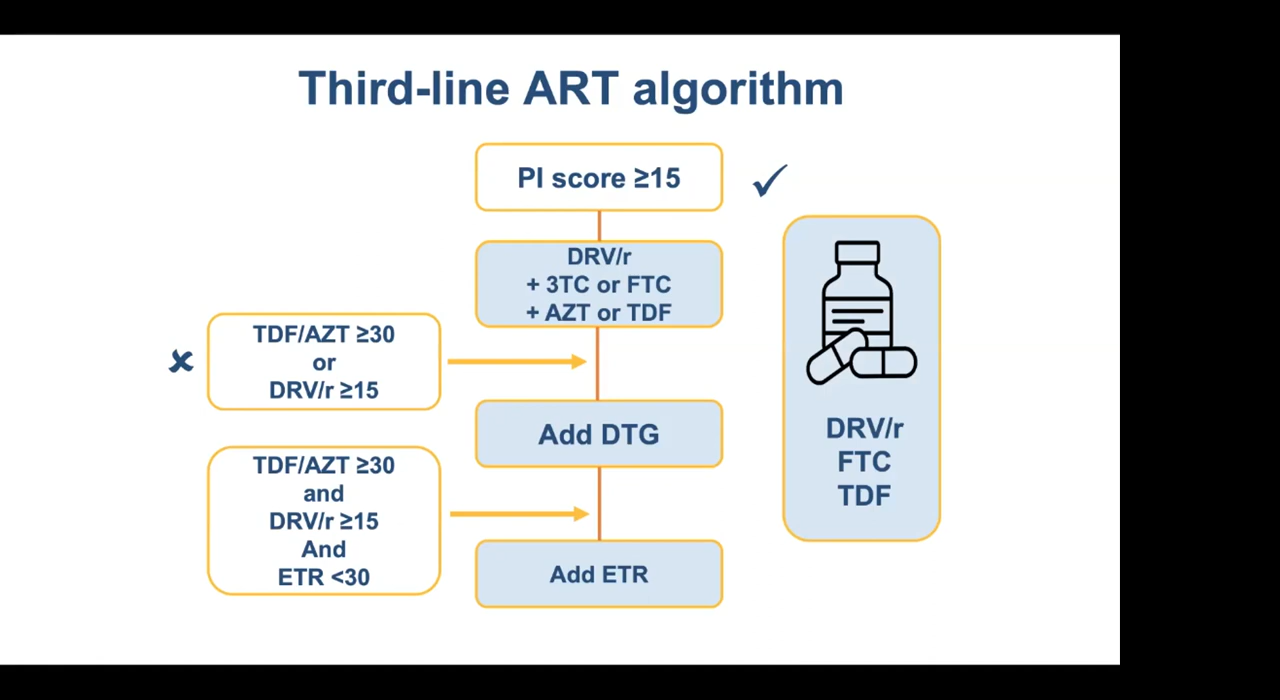 Third-line ART algorithm
PI score ≥15
DRV/r
+ 3TC or FTC
+ AZT or TDF
TDF/AZT ≥30
or
DRV/r ≥15
Add DTG
TDF/AZT ≥30
and
DRV/r ≥15
And
ETR <30
Add ETR
DRV/r
FTC
TDF